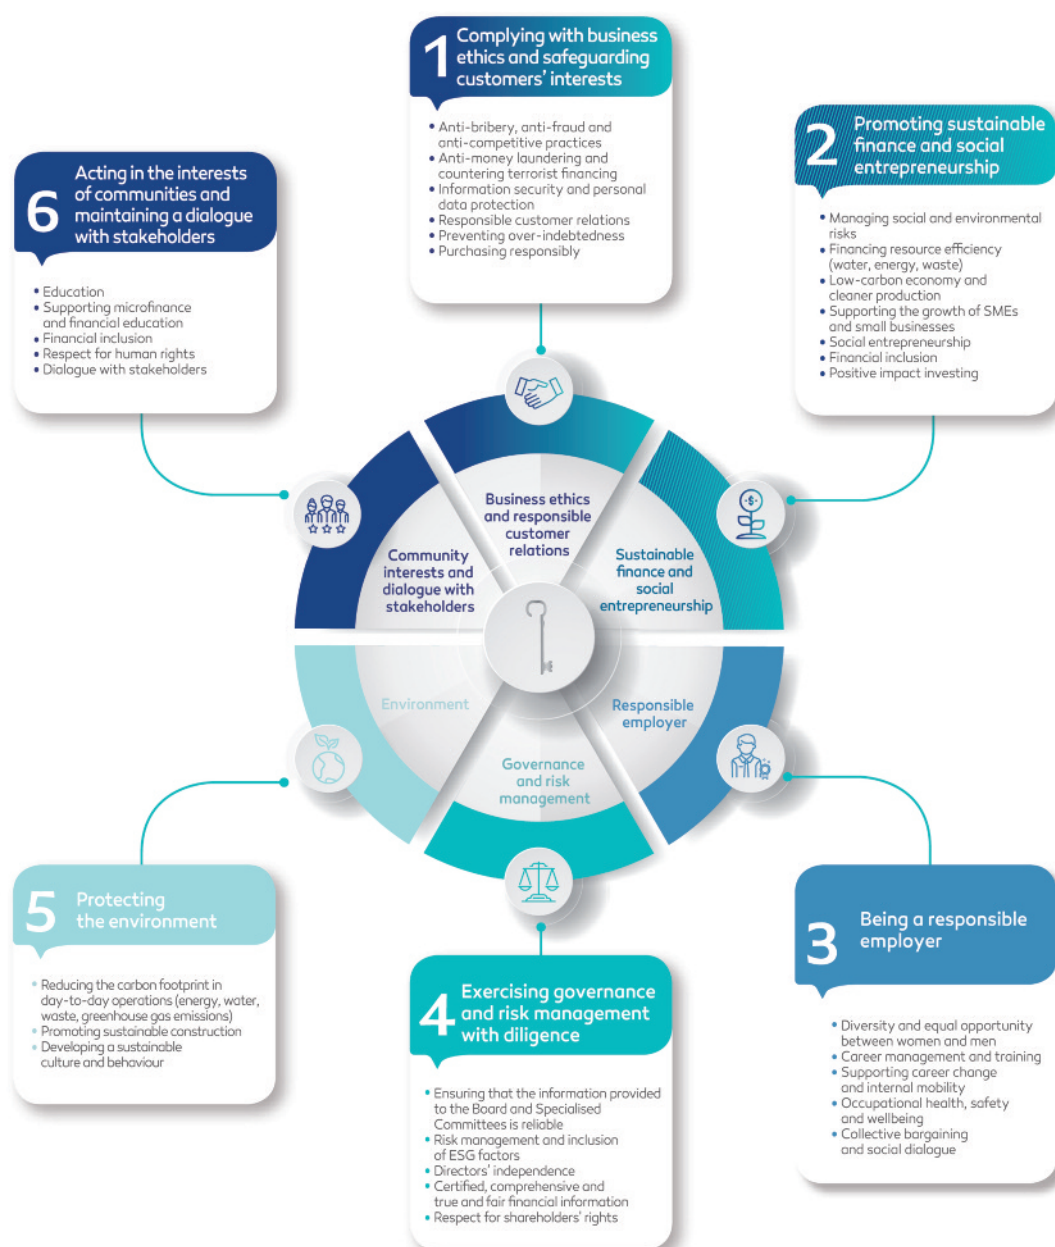 1
Complying with business
ethics and safeguarding
customers' interests
• Anti-bribery, anti-fraud and
anti-competitive practices
• Anti-money laundering and
countering terrorist financing
• Information security and personal
data protection
• Responsible customer relations
• Preventing over-indebtedness
• Purchasing responsibly
2
Promoting sustainable
finance and social
entrepreneurship
• Managing social and environmental
risks
• Financing resource efficiency
(water, energy, waste)
• Low-carbon economy and
cleaner production
• Supporting the growth of SMEs
and small businesses
• Social entrepreneurship
• Financial inclusion
• Positive impact investing
6
Acting in the interests
of communities and
maintaining a dialogue
with stakeholders
• Education
• Supporting microfinance
and financial education
• Financial inclusion
• Respect for human rights
• Dialogue with stakeholders
Business ethics
and responsible
customer
relations
Community
interests and
dialogue with
stakeholders
Sustainable
finance and
social
entrepreneurship
$
Environment
Responsible
employer
Governance
and risk
management
5
Protecting
the environment
• Reducing the carbon footprint in
day-to-day operations (energy, water,
waste, greenhouse gas emissions)
• Promoting sustainable construction
• Developing a sustainable
culture and behaviour
4
Exercising governance
and risk management
with diligence
• Ensuring that the information provided
to the Board and Specialised
Committees is reliable
• Risk management and inclusion
of ESG factors
• Directors' independence
• Certified, comprehensive and
true and fair financial information
• Respect for shareholders' rights
3
Being a responsible
employer
• Diversity and equal opportunity
between women and men
• Career management and training
• Supporting career change
and internal mobility
• Occupational health, safety
and wellbeing
• Collective bargaining
and social dialogue